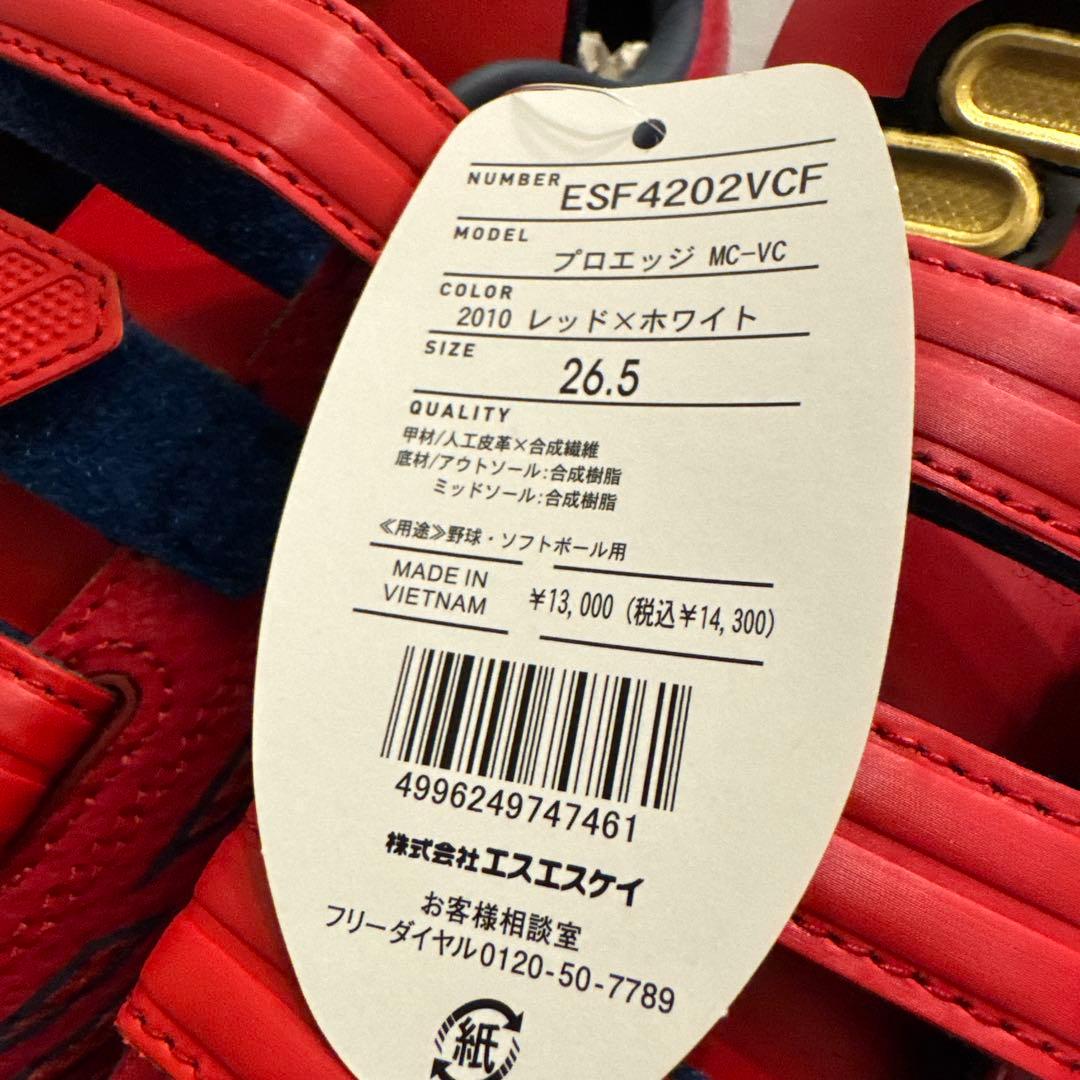 NUMBER ESF4202VCF
MODEL プロエッジ MC-VC
COLOR 2010 レッド×ホワイト
SIZE 26.5
QUALITY
甲材/人工皮革×合成繊維
底材/アウトソール:合成樹脂
ミッドソール:合成樹脂
≪用途≫野球・ソフトボール用
MADE IN
VIETNAM
¥13,000 (税込¥14,300)
4996249747461
株式会社エスエスケイ
お客様相談室
フリーダイヤル0120-50-7789
紙